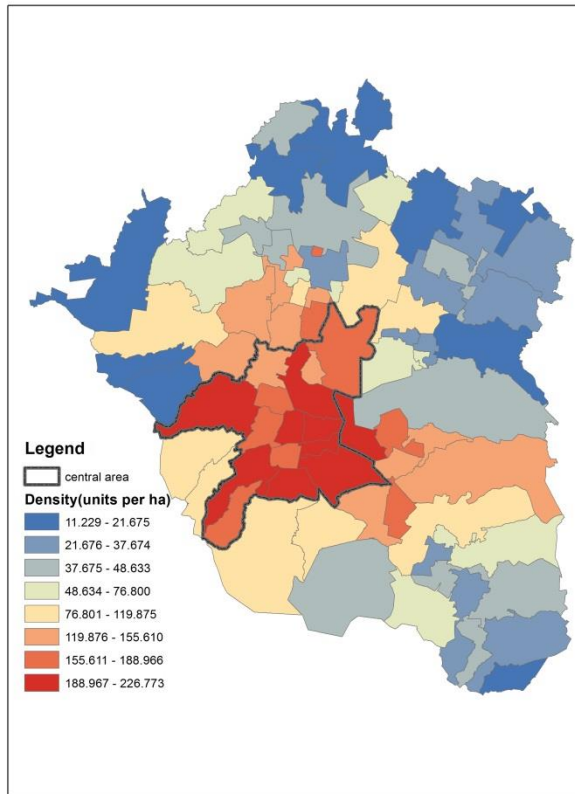 Legend
central area
Density(units per ha)
11.229 - 21.675
21.676 - 37.674
37.675 - 48.633
48.634 - 76.800
76.801 - 119.875
119.876 - 155.610
155.611 - 188.966
188.967 - 226.773